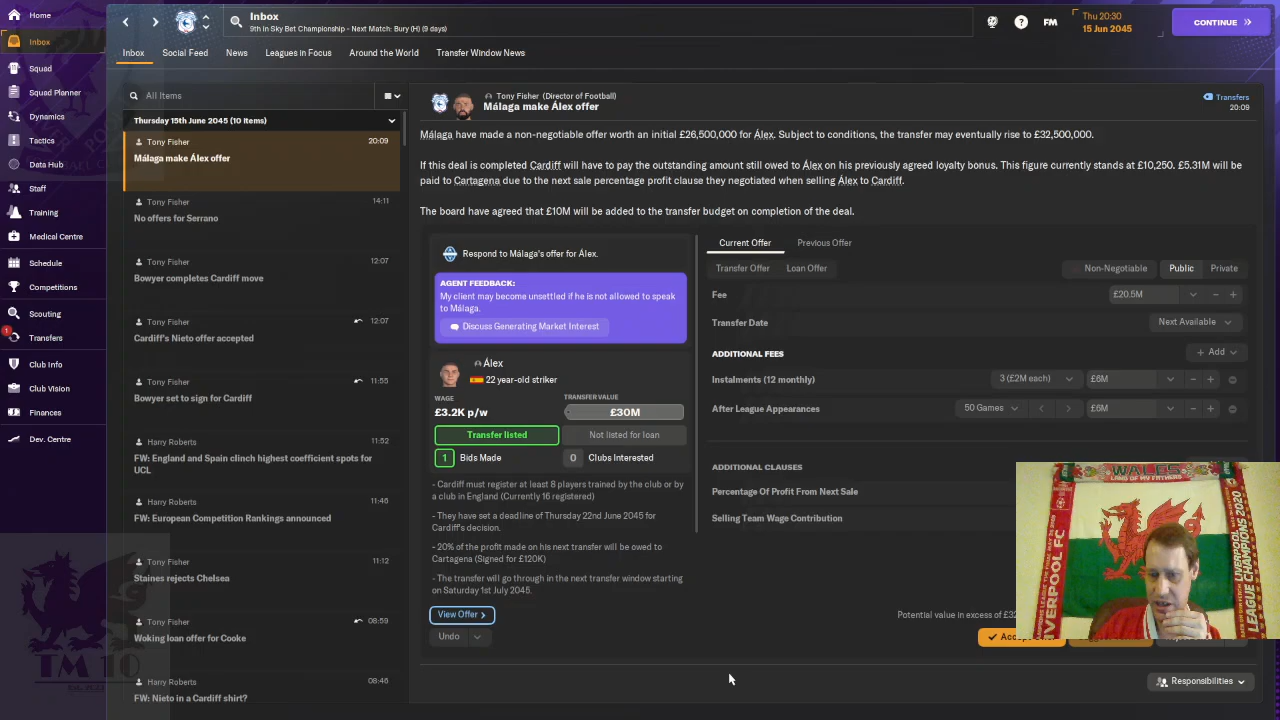 Home
Inbox
Squad
Squad Planner
Dynamics
Tactics
Data Hub
Staff
Training
Medical Centre
Schedule
Competitions
Scouting
1
Transfers
Club Info
Club Vision
Finances
Dev. Centre
TM 10
Inbox
9th in Sky Bet Championship - Next Match: Bury (H) (9 days)
FM
Thu 20:30
15 Jun 2045
CONTINUE
Inbox Social Feed News Leagues in Focus Around the World Transfer Window News
All Items
Thursday 15th June 2045 (10 Items)
Tony Fisher 20:09
Málaga make Álex offer
Tony Fisher 14:11
No offers for Serrano
Tony Fisher 12:07
Bowyer completes Cardiff move
Tony Fisher 12:07
Cardiff's Nieto offer accepted
Tony Fisher 11:55
Bowyer set to sign for Cardiff
Harry Roberts 11:52
FW: England and Spain clinch highest coefficient spots for
UCL
Harry Roberts 11:46
FW: European Competition Rankings announced
Tony Fisher 11:12
Staines rejects Chelsea
Tony Fisher 08:59
Woking loan offer for Cooke
Harry Roberts 08:46
FW: Nieto in a Cardiff shirt?
Tony Fisher (Director of Football)
Málaga make Álex offer
Transfers
20:09
Málaga have made a non-negotiable offer worth an initial £26,500,000 for Álex. Subject to conditions, the transfer may eventually rise to £32,500,000.
If this deal is completed Cardiff will have to pay the outstanding amount still owed to Álex on his previously agreed loyalty bonus. This figure currently stands at £10,250. £5.31M will be
paid to Cartagena due to the next sale percentage profit clause they negotiated when selling Álex to Cardiff.
The board have agreed that £10M will be added to the transfer budget on completion of the deal.
Respond to Málaga's offer for Álex.
AGENT FEEDBACK:
My client may become unsettled if he is not allowed to speak
to Málaga.
Discuss Generating Market Interest
Álex
22 year-old striker
WAGE TRANSFER VALUE
£3.2K p/w £30M
Transfer listed Not listed for loan
1 Bids Made 0 Clubs Interested
- Cardiff must register at least 8 players trained by the club or by
a club in England (Currently 16 registered)
- They have set a deadline of Thursday 22nd June 2045 for
Cardiff's decision.
- 20% of the profit made on his next transfer will be owed to
Cartagena (Signed for £120K)
- The transfer will go through in the next transfer window starting
on Saturday 1st July 2045.
View Offer
Undo
Current Offer Previous Offer
Transfer Offer Loan Offer Non-Negotiable Public Private
Fee £20.5M
Transfer Date Next Available
ADDITIONAL FEES + Add
Instalments (12 monthly) 3 (£2M each) £6M
After League Appearances 50 Games £6M
ADDITIONAL CLAUSES
Percentage Of Profit From Next Sale
Selling Team Wage Contribution
Potential value in excess of
Responsibilities
WALES
LAND OF MY FATHERS
LIVERPOOL FC
LIVERPOOL
LEAGUE CHAMPIONS 2020